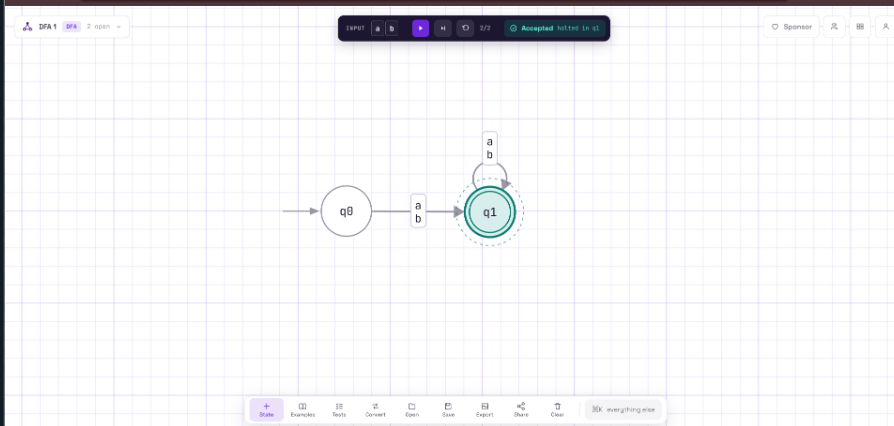 DFA 1 DFA 2 open
INPUT a b 2/2 Accepted halted in q1
Sponsor
a
b
q0
a
b
q1
State Examples Tests Convert Open Save Export Share Clear ⌘K everything else